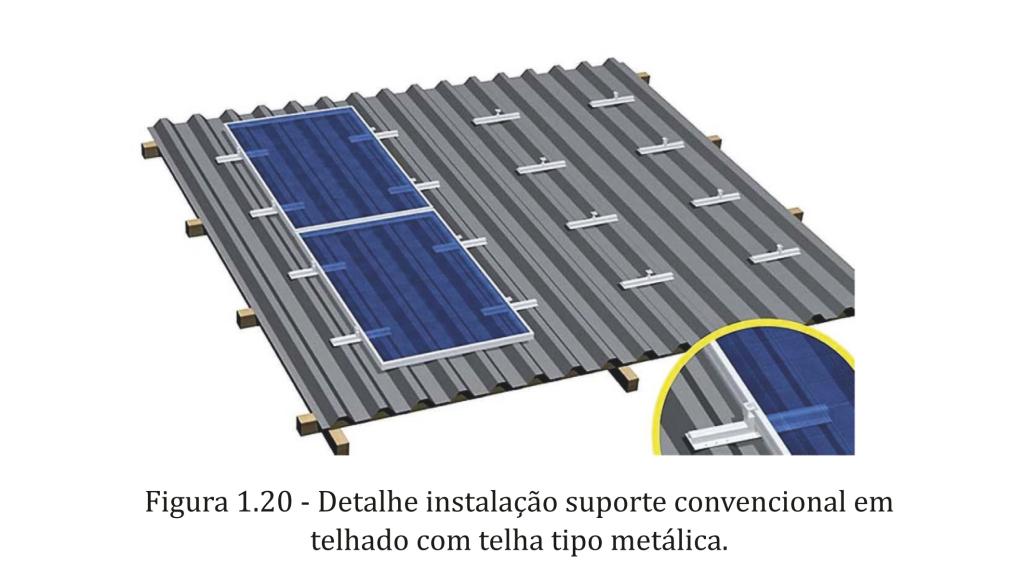 Figura 1.20 - Detalhe instalação suporte convencional em
telhado com telha tipo metálica.